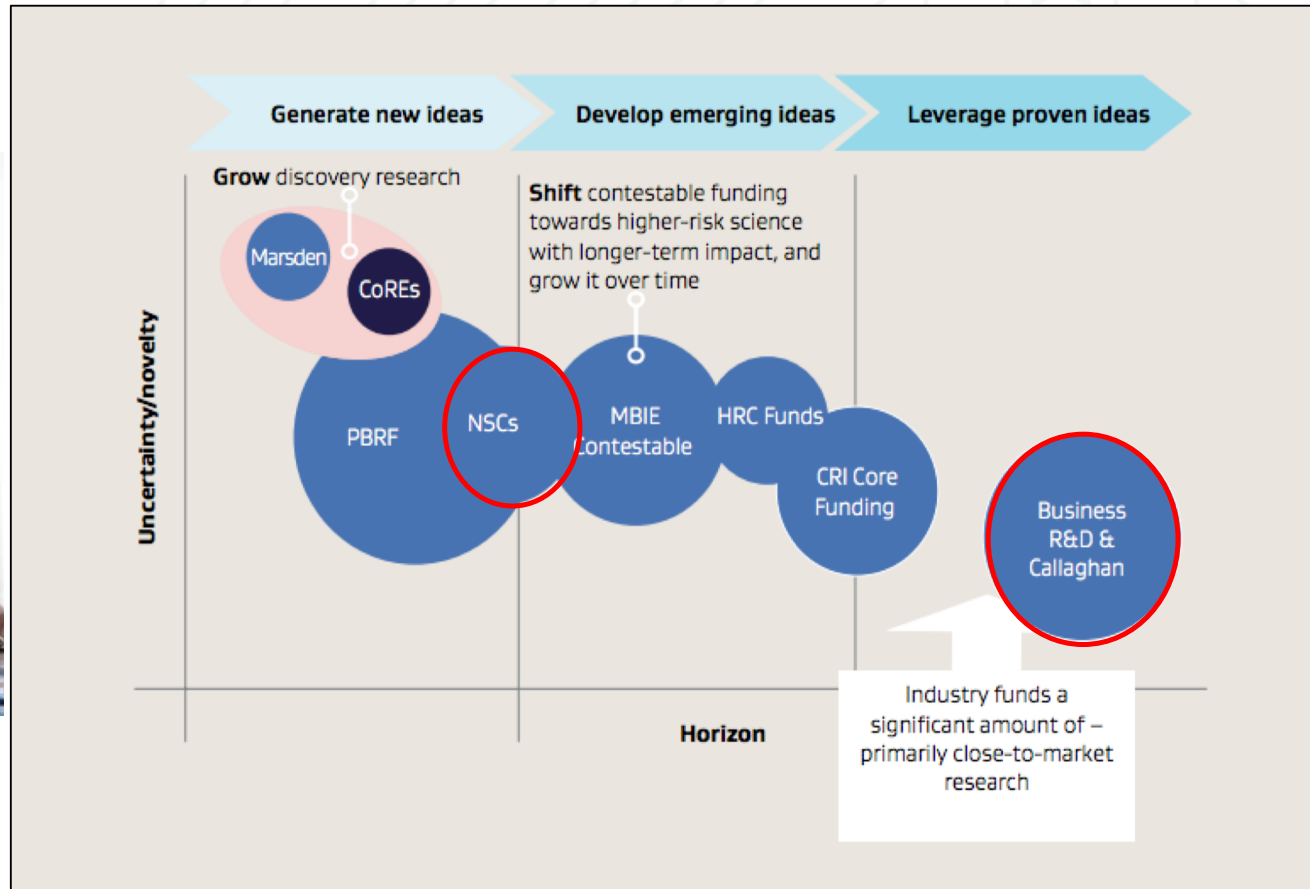 Generate new ideas
Develop emerging ideas
Leverage proven ideas
Grow discovery research
Shift contestable funding
towards higher-risk science
with longer-term impact, and
grow it over time
Marsden
CoREs
Uncertainty/novelty
PBRF
NSCs
MBIE
Contestable
HRC Funds
CRI Core
Funding
Business
R&D &
Callaghan
Horizon
Industry funds a
significant amount of –
primarily close-to-market
research